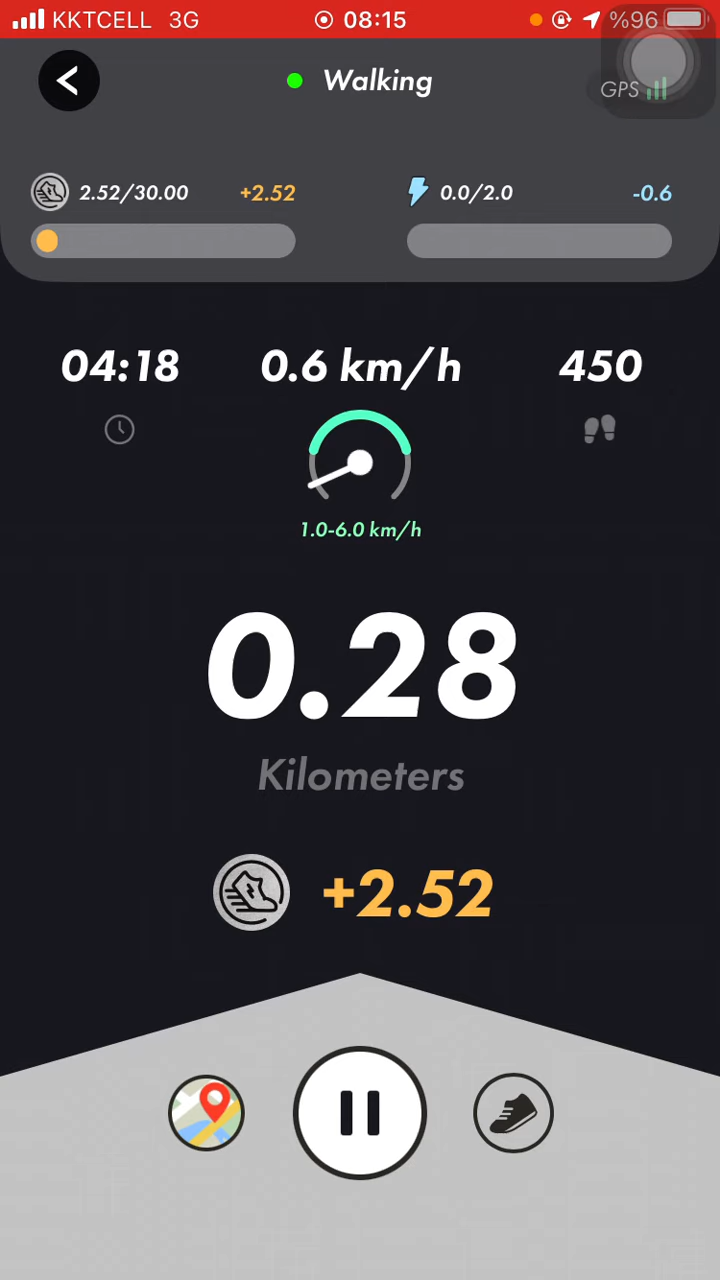 KKTCELL 3G 08:15 %96
Walking
GPS
2.52/30.00 +2.52 0.0/2.0 -0.6
04:18 0.6 km/h 450
1.0-6.0 km/h
0.28
Kilometers
+2.52